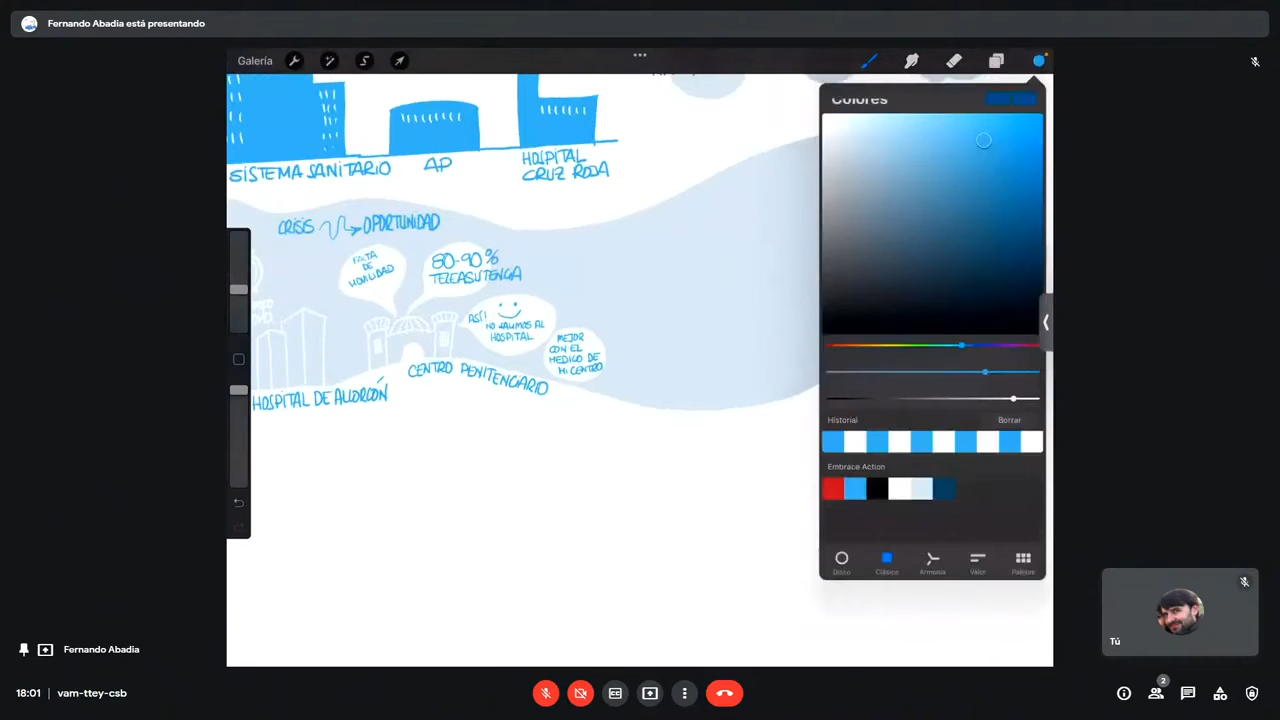 Fernando Abadia está presentando
Galería
Colores
SISTEMA SANITARIO
AP
HOSPITAL
CRUZ ROJA
CRISIS
OPORTUNIDAD
FALTA
DE
MOVILIDAD
80-90%
TELEASISTENCIA
ASÍ!
NO VAMOS AL
HOSPITAL
MEJOR
CON EL
MEDICO DE
MI CENTRO
CENTRO PENITENCIARIO
HOSPITAL DE ALCORCÓN
Historial
Borrar
Embrace Action
Disco
Clásico
Armonía
Valor
Paletas
Tú
Fernando Abadia
18:01
vam-ttey-csb
2